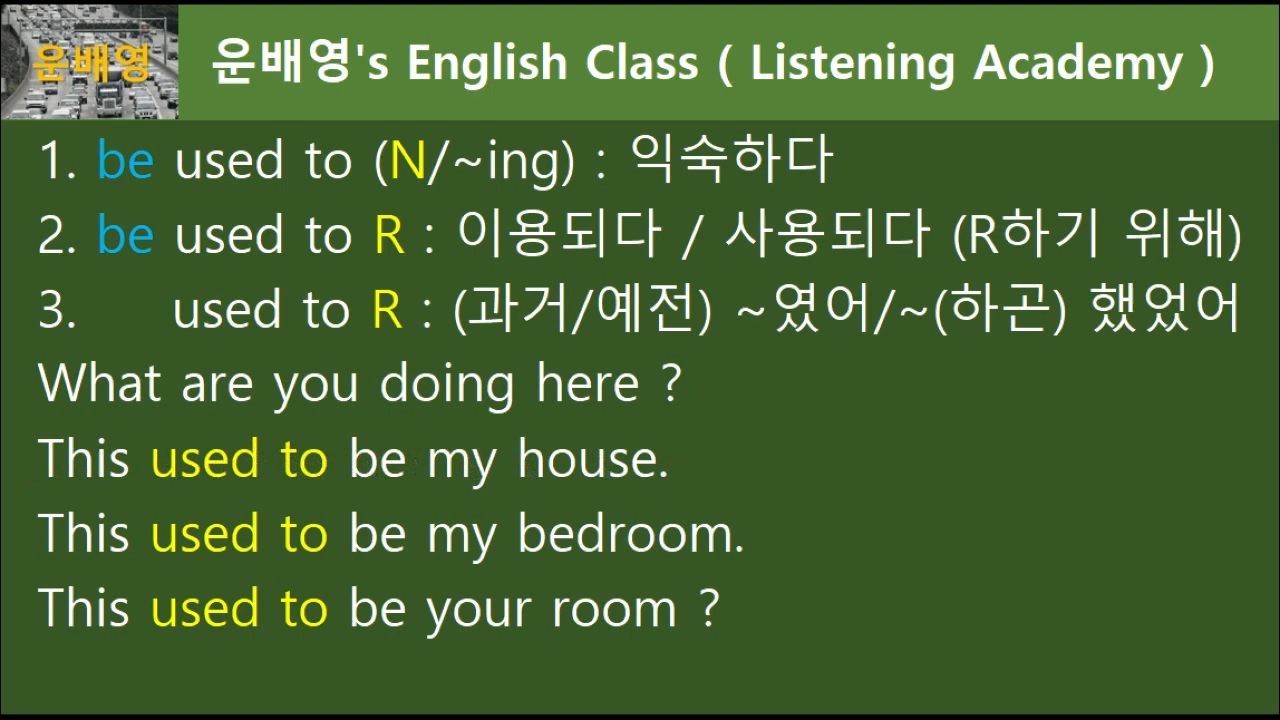 운배영
운배영's English Class ( Listening Academy )
1. be used to (N/~ing) : 익숙하다
2. be used to R : 이용되다 / 사용되다 (R하기 위해)
3. used to R : (과거/예전) ~였어/~(하곤) 했었어
What are you doing here ?
This used to be my house.
This used to be my bedroom.
This used to be your room ?